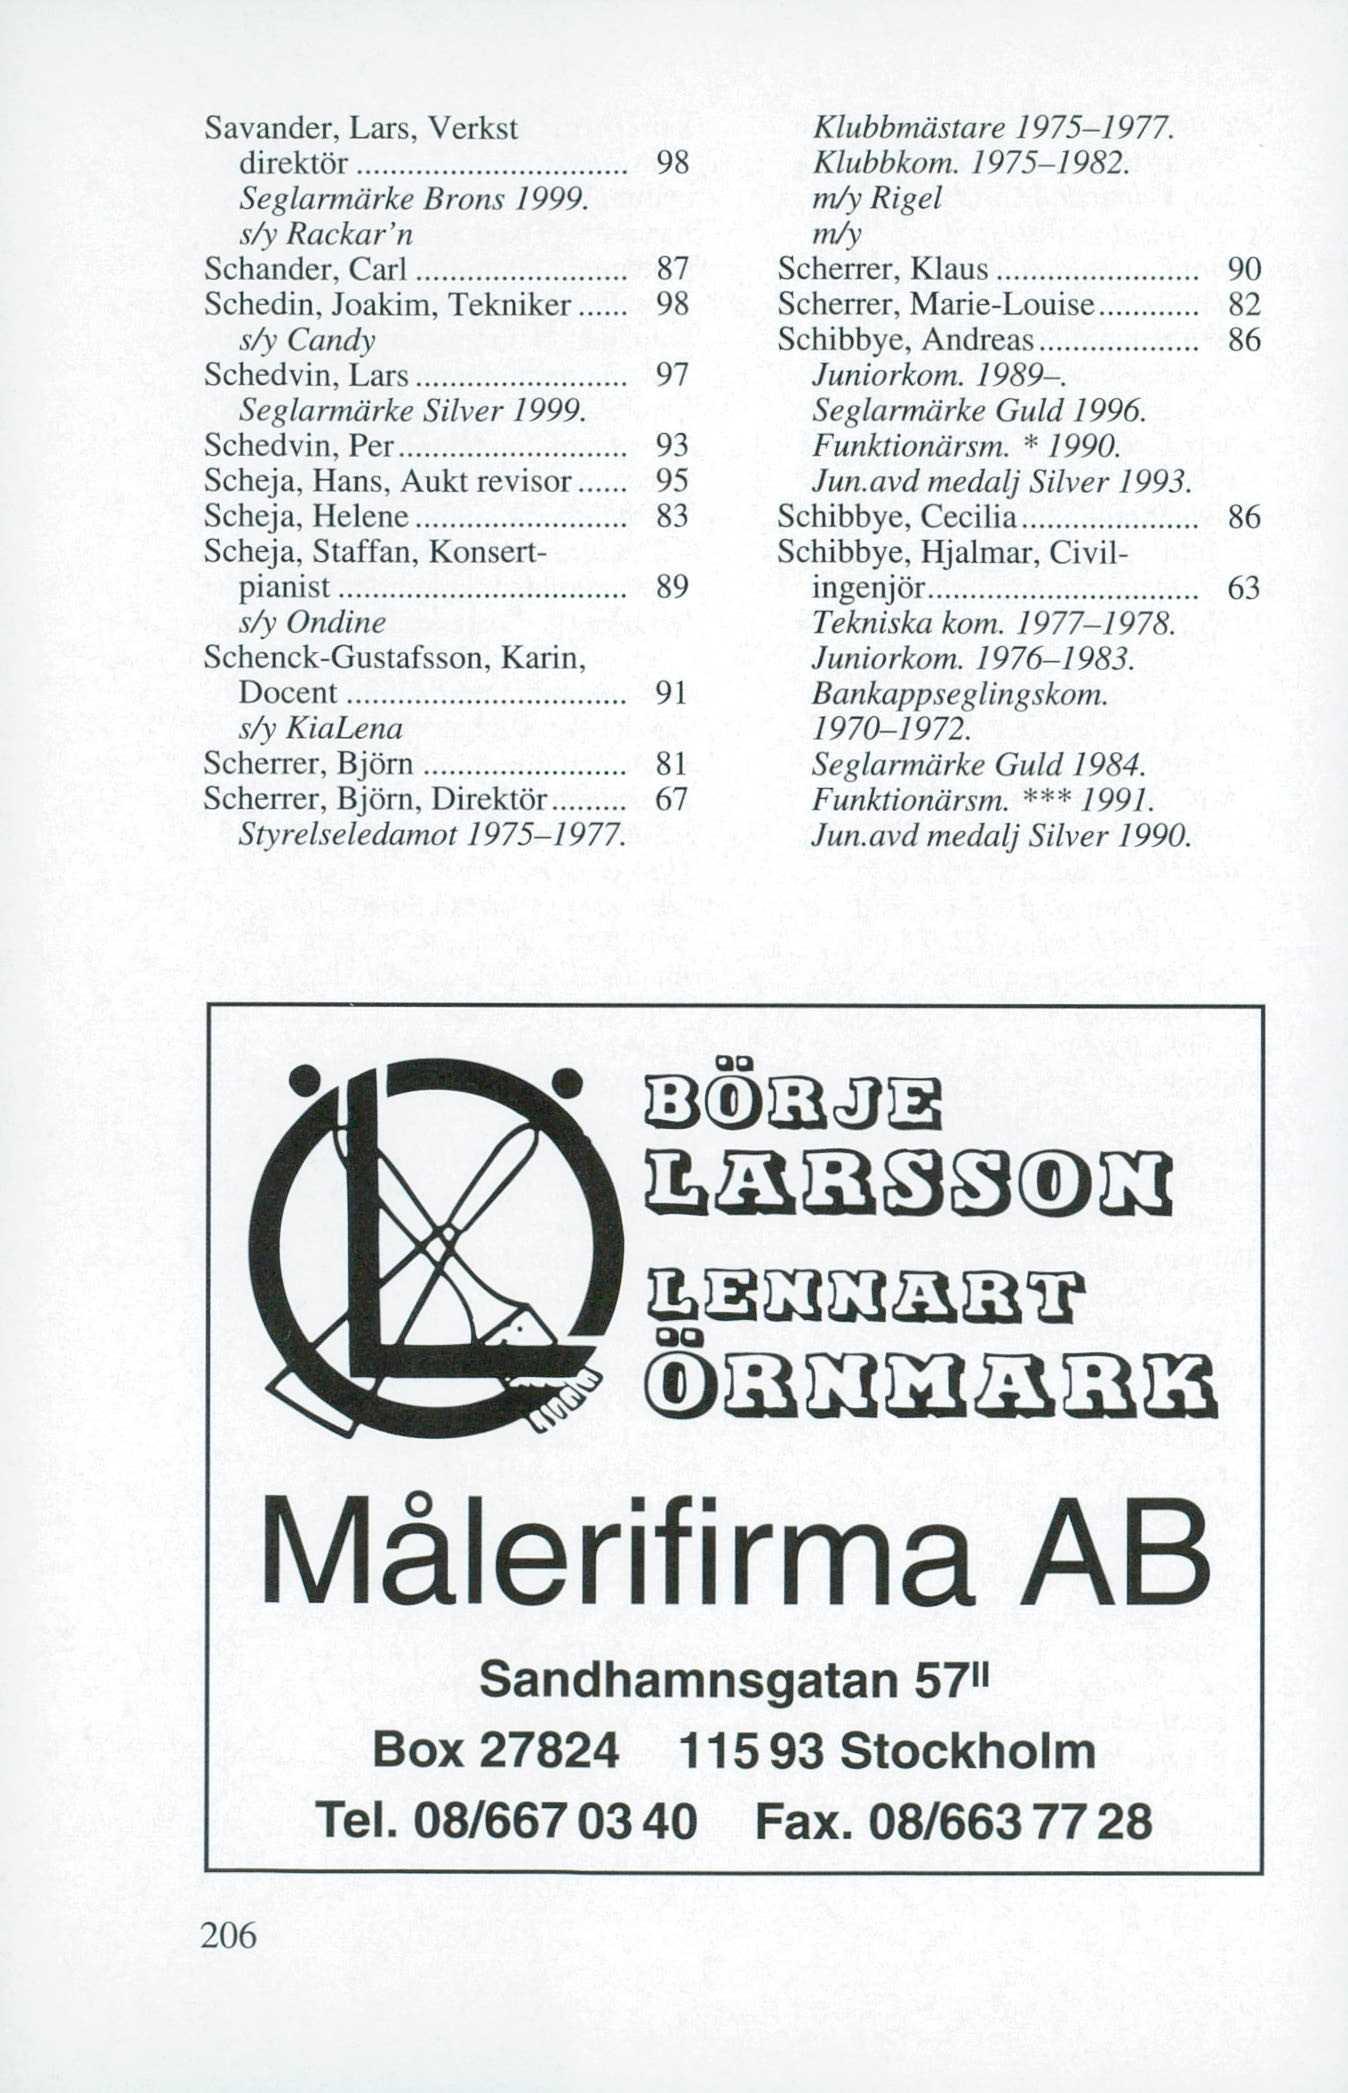 Savander, Lars, Verkst
direktör ................................ 98
Seglarmärke Brons 1999.
s/y Rackar'n
Schander, Carl ......................... 87
Schedin, Joakim, Tekniker ...... 98
s/y Candy
Schedvin, Lars ......................... 97
Seglarmärke Silver 1999.
Schedvin, Per........................... 93
Scheja, Hans, Aukt revisor ...... 95
Scheja, Helene ......................... 83
Scheja, Staffan, Konsert-
pianist .................................. 89
s/y Ondine
Schenck-Gustafsson, Karin,
Docent ................................. 91
s/y KiaLena
Scherrer, Björn ........................ 81
Scherrer, Björn, Direktör......... 67
Styrelseledamot 1975–1977.
Klubbmästare 1975–1977.
Klubbkom. 1975–1982.
m/y Rigel
m/y
Scherrer, Klaus ........................ 90
Scherrer, Marie-Louise............ 82
Schibbye, Andreas................... 86
Juniorkom. 1989–.
Seglarmärke Guld 1996.
Funktionärsm. * 1990.
Jun.avd medalj Silver 1993.
Schibbye, Cecilia..................... 86
Schibbye, Hjalmar, Civil-
ingenjör................................ 63
Tekniska kom. 1977–1978.
Juniorkom. 1976–1983.
Bankappseglingskom.
1970–1972.
Seglarmärke Guld 1984.
Funktionärsm. *** 1991.
Jun.avd medalj Silver 1990.
BÖRJE
LARSSON
LENNART
ÖRNMARK
Målerifirma AB
Sandhamnsgatan 57II
Box 27824 115 93 Stockholm
Tel. 08/667 03 40 Fax. 08/663 77 28
206